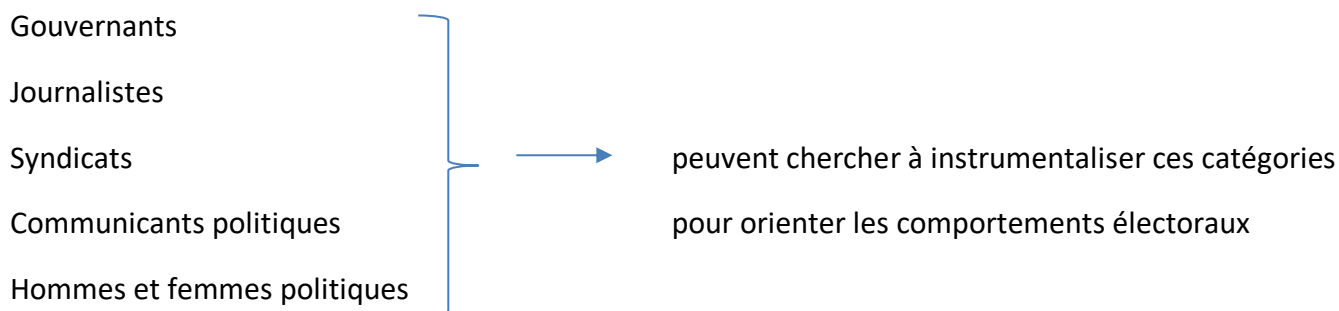 Gouvernants
Journalistes
Syndicats
peuvent chercher à instrumentaliser ces catégories
Communicants politiques
pour orienter les comportements électoraux
Hommes et femmes politiques